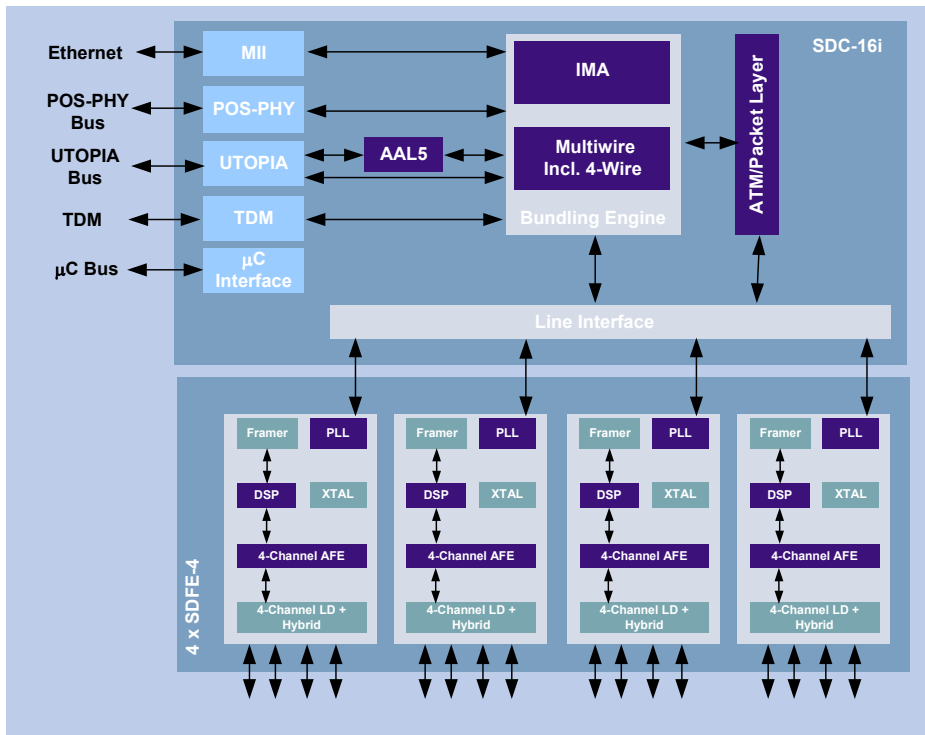 SDC-16i
Ethernet
MII
POS-PHY
Bus
POS-PHY
UTOPIA
Bus
UTOPIA
AAL5
TDM
TDM
μC Bus
μC
Interface
IMA
Multiwire
Incl. 4-Wire
Bundling Engine
ATM/Packet Layer
Line Interface
4 x SDFE-4
Framer
PLL
DSP
XTAL
4-Channel AFE
4-Channel LD +
Hybrid
Framer
PLL
DSP
XTAL
4-Channel AFE
4-Channel LD +
Hybrid
Framer
PLL
DSP
XTAL
4-Channel AFE
4-Channel LD +
Hybrid
Framer
PLL
DSP
XTAL
4-Channel AFE
4-Channel LD +
Hybrid